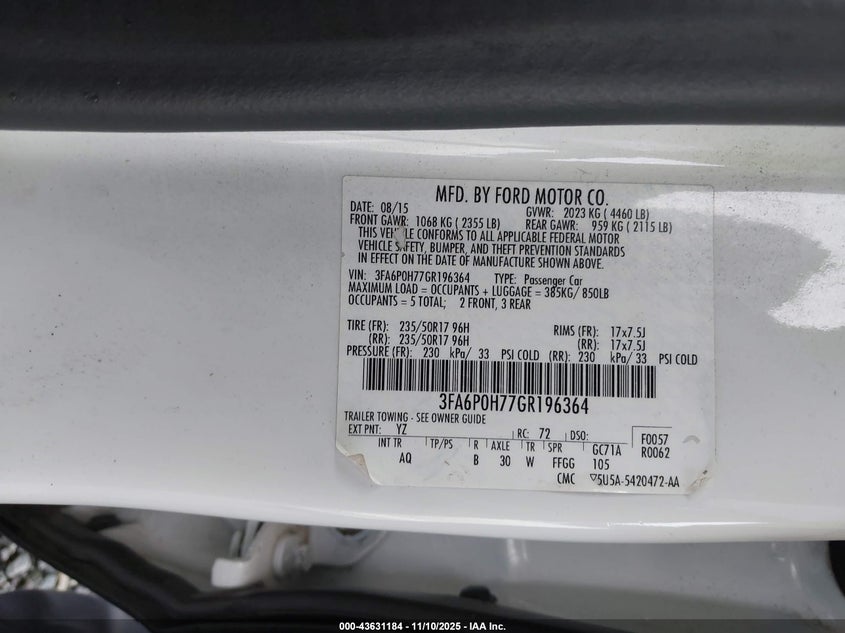 MFD. BY FORD MOTOR CO.
DATE: 08/15 GVWR: 2023 KG ( 4460 LB)
FRONT GAWR: 1068 KG ( 2355 LB) REAR GAWR: 959 KG ( 2115 LB)
THIS VEHICLE CONFORMS TO ALL APPLICABLE FEDERAL MOTOR
VEHICLE SAFETY, BUMPER, AND THEFT PREVENTION STANDARDS
IN EFFECT ON THE DATE OF MANUFACTURE SHOWN ABOVE.
VIN: 3FA6P0H77GR196364 TYPE: Passenger Car
MAXIMUM LOAD = OCCUPANTS + LUGGAGE = 385KG/ 850LB
OCCUPANTS = 5 TOTAL; 2 FRONT, 3 REAR
TIRE (FR): 235/50R17 96H RIMS (FR): 17x7.5J
(RR): 235/50R17 96H (RR): 17x7.5J
PRESSURE (FR): 230 kPa/ 33 PSI COLD (RR): 230 kPa/ 33 PSI COLD
3FA6P0H77GR196364
TRAILER TOWING - SEE OWNER GUIDE
EXT PNT: YZ RC: 72 DSO: F0057
INT TR TP/PS R AXLE TR SPR GC71A R0062
AQ B 30 W FFGG 105
CMC ▽5U5A-5420472-AA
000-43631184 - 11/10/2025 - IAA Inc.